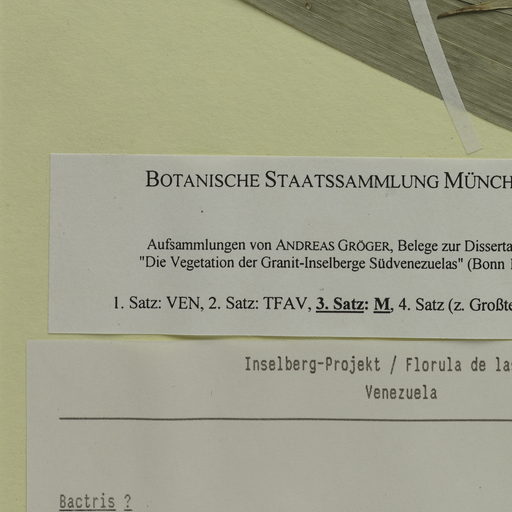 BOTANISCHE STAATSSAMMLUNG MÜNCH
Aufsammlungen von ANDREAS GRÖGER, Belege zur Disserta
"Die Vegetation der Granit-Inselberge Südvenezuelas" (Bonn
1. Satz: VEN, 2. Satz: TFAV, 3. Satz: M, 4. Satz (z. Großte
Inselberg-Projekt / Florula de la
Venezuela
Bactris ?